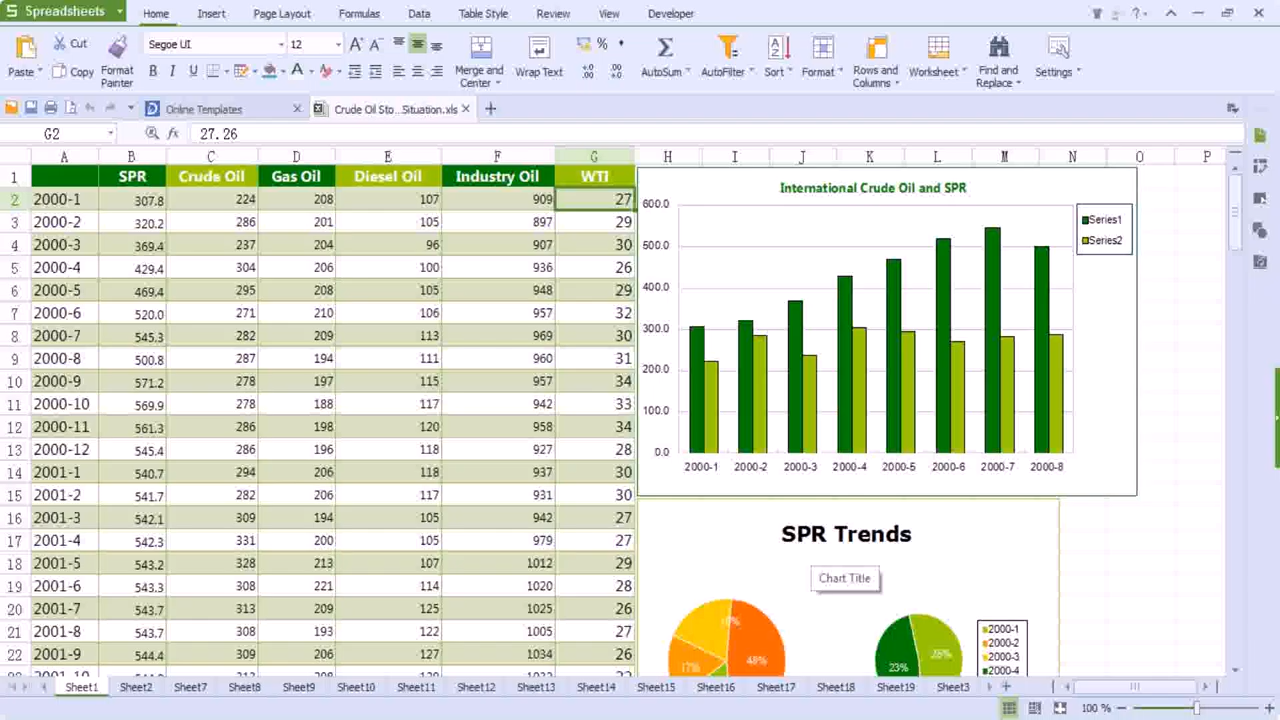 Spreadsheets Home Insert Page Layout Formulas Data Table Style Review View Developer
Paste Cut Copy Format Painter Segoe UI 12 Merge and Center Wrap Text AutoSum AutoFilter Sort Format Rows and Columns Worksheet Find and Replace Settings
Online Templates Crude Oil Sto...Situation.xls
G2 fx 27.26
A B C D E F G H I J K L M N O P
1 SPR Crude Oil Gas Oil Diesel Oil Industry Oil WTI
2 2000-1 307.8 224 208 107 909 27
3 2000-2 320.2 286 201 105 897 29
4 2000-3 369.4 237 204 96 907 30
5 2000-4 429.4 304 206 100 936 26
6 2000-5 469.4 295 208 105 948 29
7 2000-6 520.0 271 210 106 957 32
8 2000-7 545.3 282 209 113 969 30
9 2000-8 500.8 287 194 111 960 31
10 2000-9 571.2 278 197 115 957 34
11 2000-10 569.9 278 188 117 942 33
12 2000-11 561.3 286 198 120 958 34
13 2000-12 545.4 286 196 118 927 28
14 2001-1 540.7 294 206 118 937 30
15 2001-2 541.7 282 206 117 931 30
16 2001-3 542.1 309 194 105 942 27
17 2001-4 542.3 331 200 105 979 27
18 2001-5 543.2 328 213 107 1012 29
19 2001-6 543.3 308 221 114 1020 28
20 2001-7 543.7 313 209 125 1025 26
21 2001-8 543.7 308 193 122 1005 27
22 2001-9 544.4 309 206 127 1034 26
International Crude Oil and SPR
600.0
500.0
400.0
300.0
200.0
100.0
0.0
2000-1 2000-2 2000-3 2000-4 2000-5 2000-6 2000-7 2000-8
Series1
Series2
SPR Trends
Chart Title
48%
17%
23%
2000-1
2000-2
2000-3
2000-4
Sheet1 Sheet2 Sheet7 Sheet8 Sheet9 Sheet10 Sheet11 Sheet12 Sheet13 Sheet14 Sheet15 Sheet16 Sheet17 Sheet18 Sheet19 Sheet3
100 %